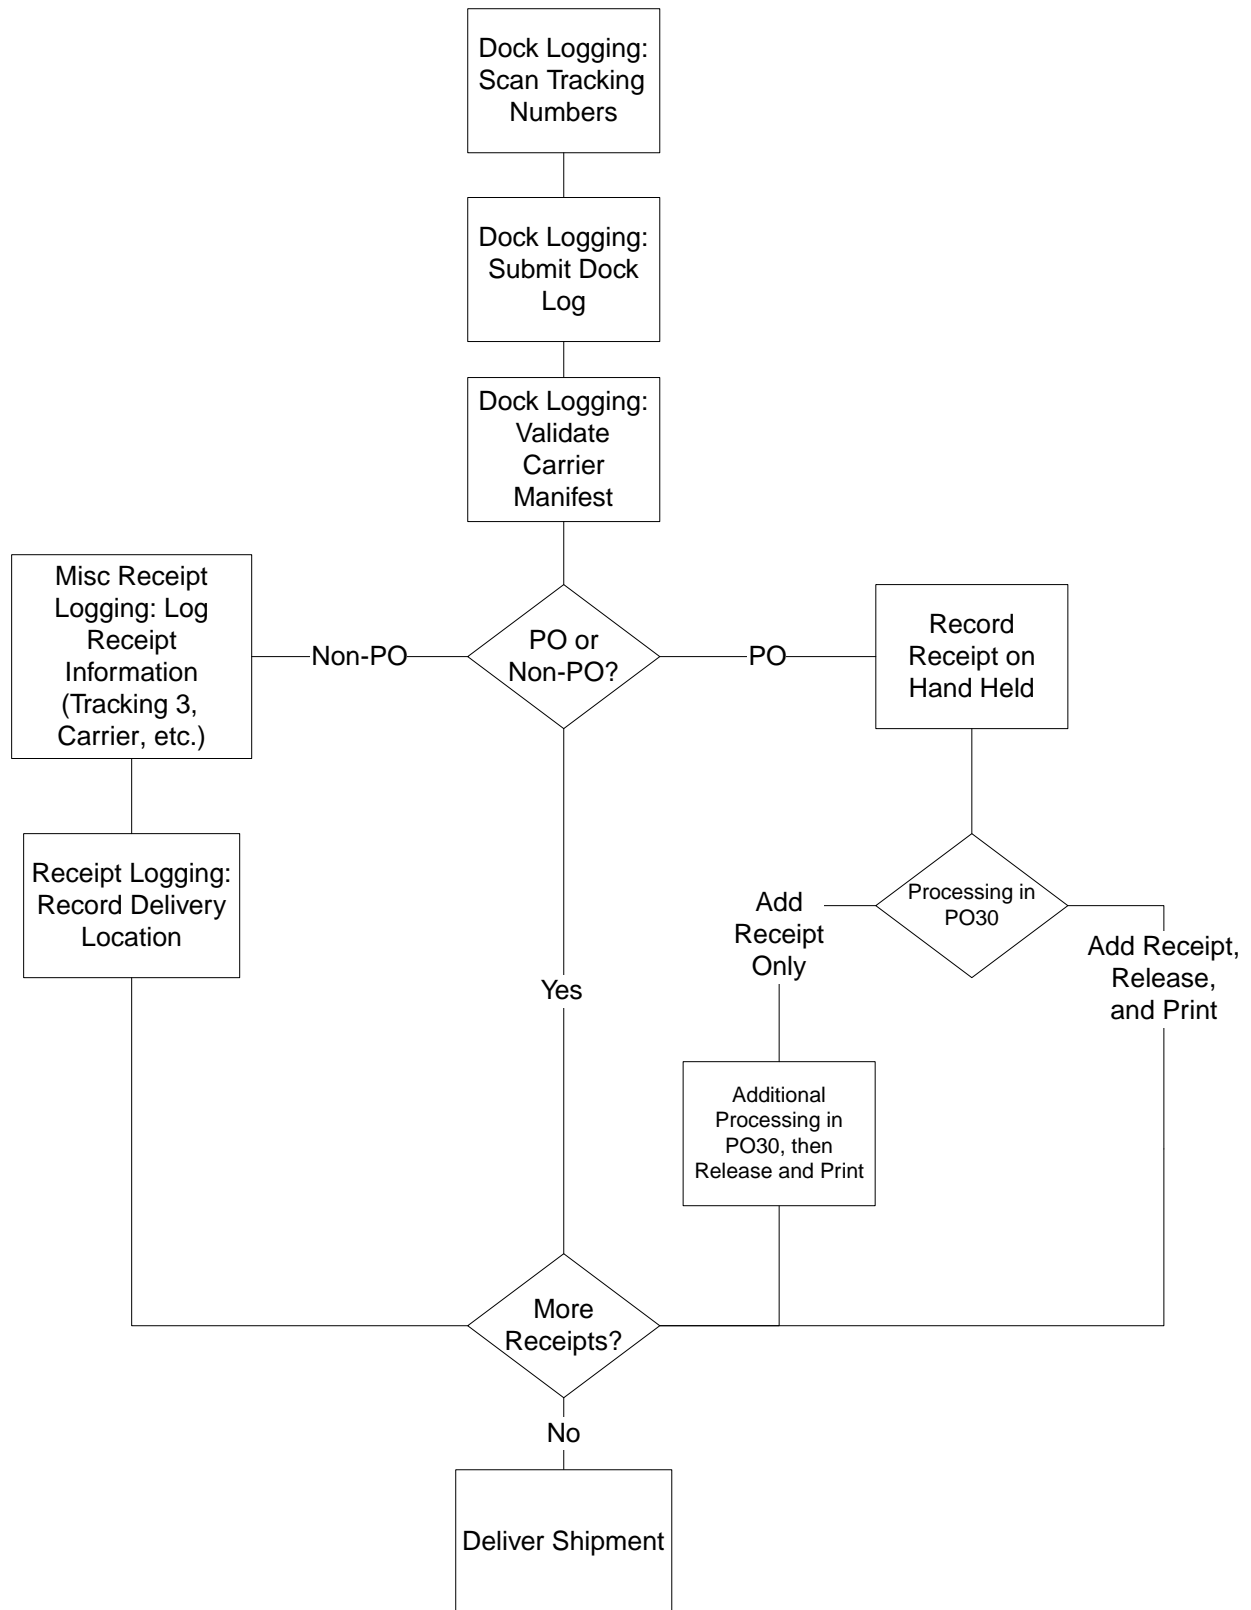 Dock Logging:
Scan Tracking
Numbers
Dock Logging:
Submit Dock
Log
Dock Logging:
Validate
Carrier
Manifest
Misc Receipt
Logging: Log
Receipt
Information
(Tracking 3,
Carrier, etc.)
Non-PO
PO or
Non-PO?
PO
Record
Receipt on
Hand Held
Receipt Logging:
Record Delivery
Location
Processing in
PO30
Add
Receipt
Only
Add Receipt,
Release,
and Print
Yes
Additional
Processing in
PO30, then
Release and Print
More
Receipts?
No
Deliver Shipment